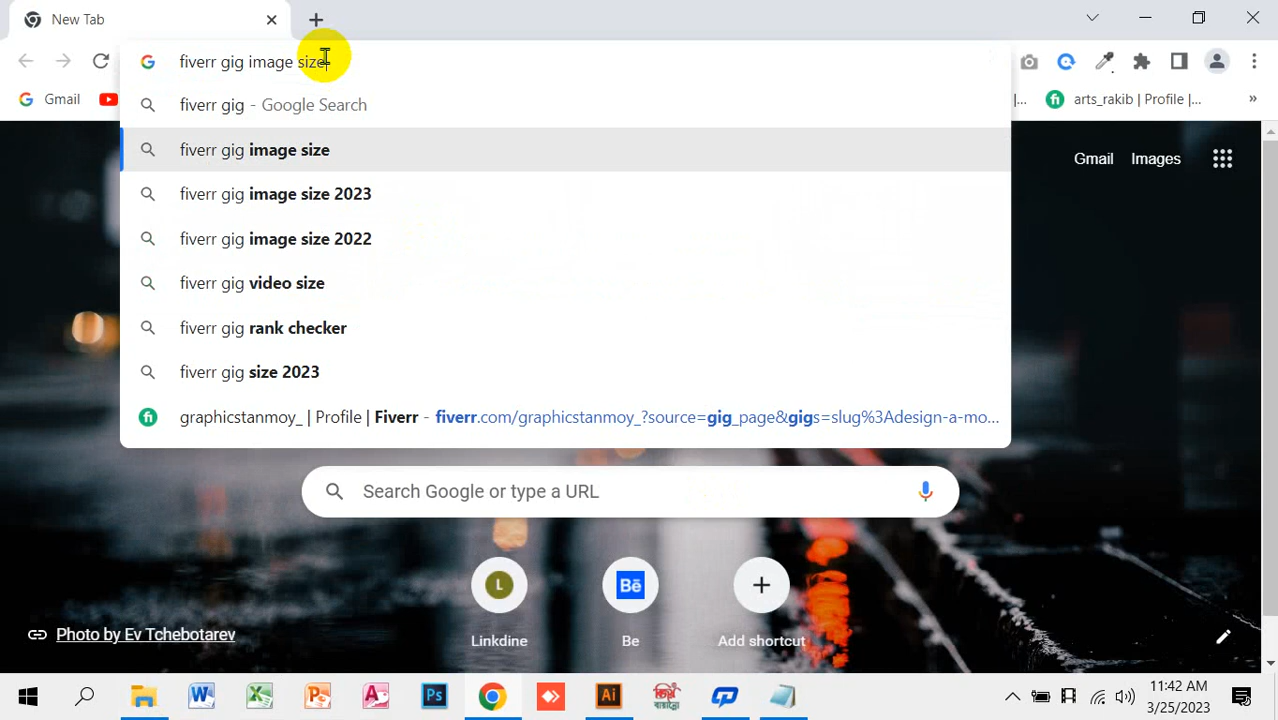 New Tab
fiverr gig image size
Gmail
fiverr gig - Google Search
arts_rakib | Profile |...
fiverr gig image size
Gmail Images
fiverr gig image size 2023
fiverr gig image size 2022
fiverr gig video size
fiverr gig rank checker
fiverr gig size 2023
graphicstanmoy_ | Profile | Fiverr - fiverr.com/graphicstanmoy_?source=gig_page&gigs=slug%3Adesign-a-mo...
Search Google or type a URL
L
Bē
Photo by Ev Tchebotarev
Linkdine
Be
Add shortcut
Ps
Ai
11:42 AM
3/25/2023